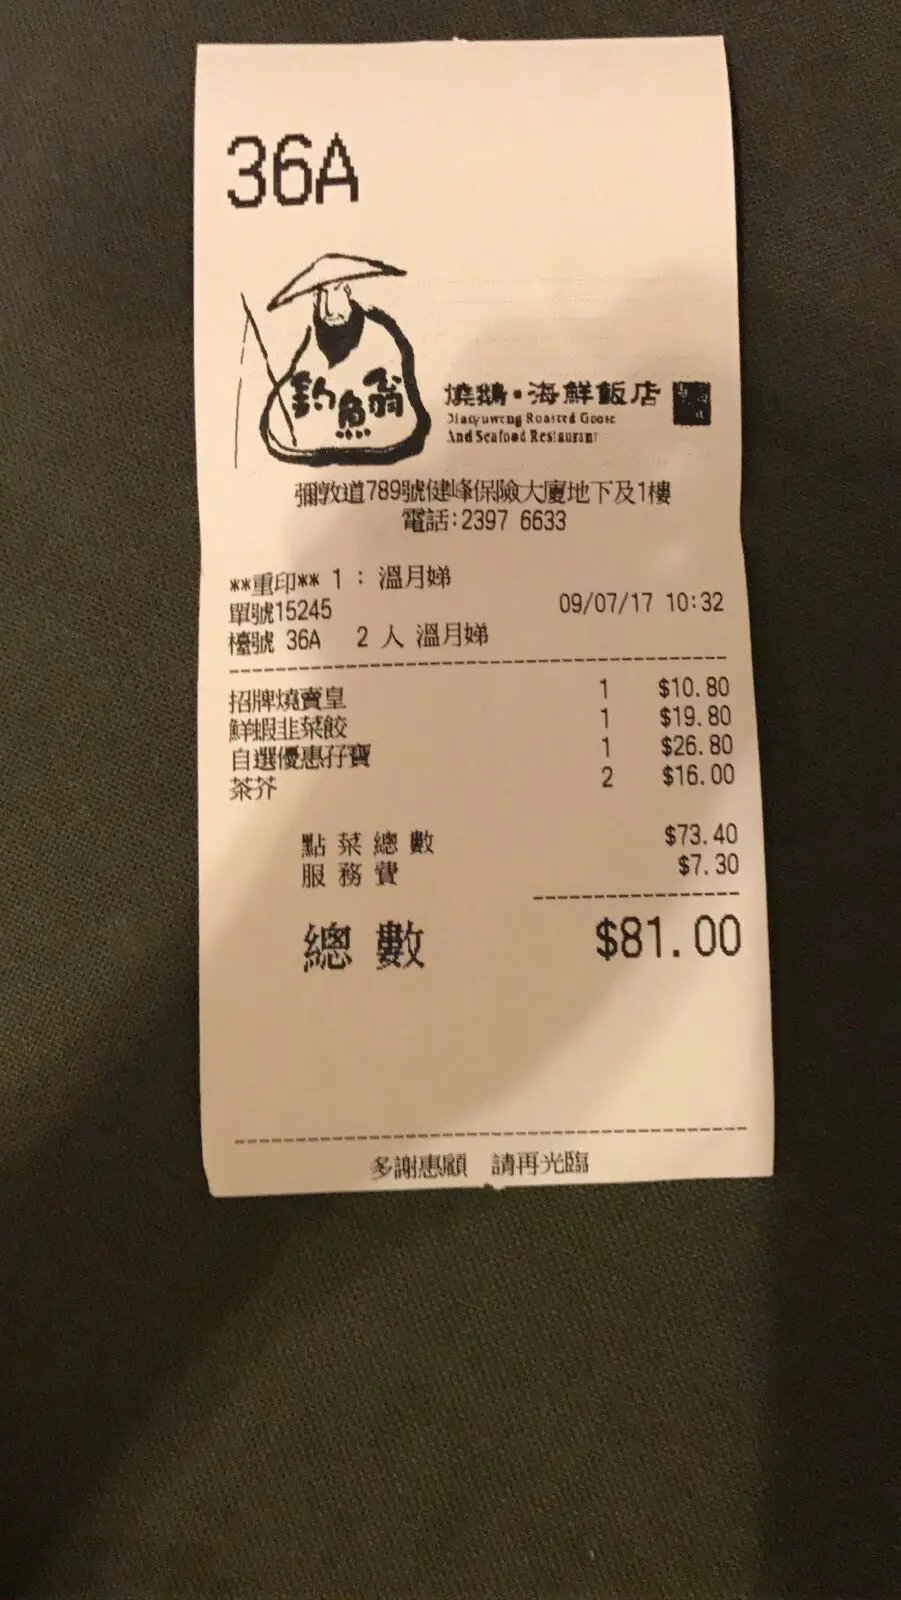 36A
釣魚翁
燒鵝・海鮮飯店
Diaoyuweng Roasted Goose
And Seafood Restaurant
彌敦道789號健峰保險大廈地下及1樓
電話:2397 6633
**重印** 1 : 溫月娣
單號15245 09/07/17 10:32
檯號 36A 2 人 溫月娣
招牌燒賣皇 1 $10.80
鮮蝦韭菜餃 1 $19.80
自選優惠孖寶 1 $26.80
茶芥 2 $16.00
點菜總數 $73.40
服務費 $7.30
總數 $81.00
多謝惠顧 請再光臨